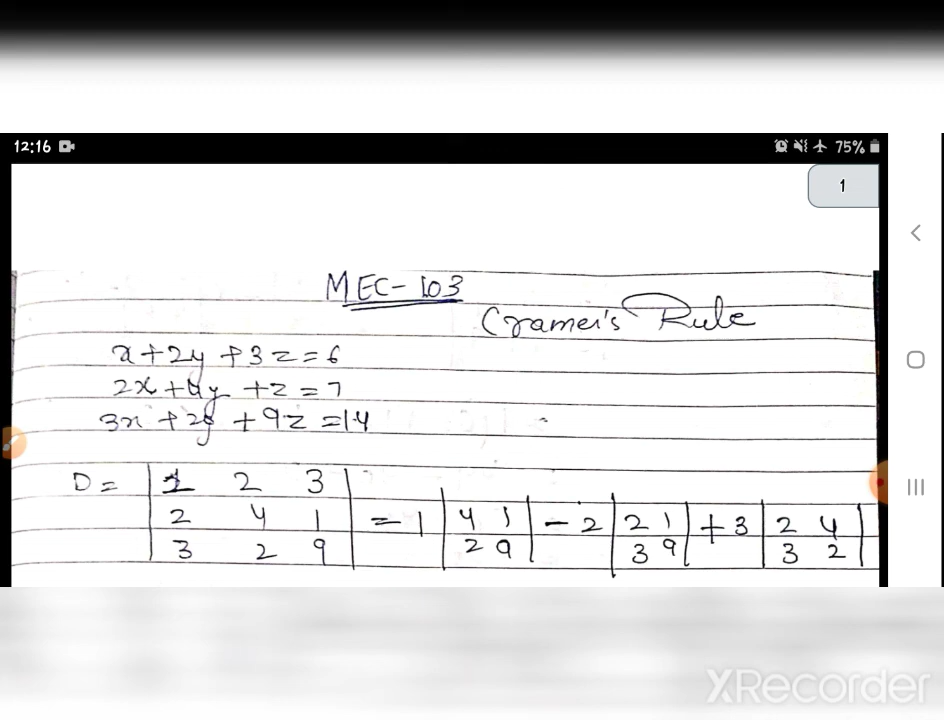 12:16 75%
1
MEC-103
Cramer's Rule
x+2y+3z=6
2x+4y+z=7
3x+2y+9z=14
D= |1 2 3| = 1 |4 1| - 2 |2 1| + 3 |2 4|
|2 4 1| |2 9| |3 9| |3 2|
|3 2 9|
XRecorder